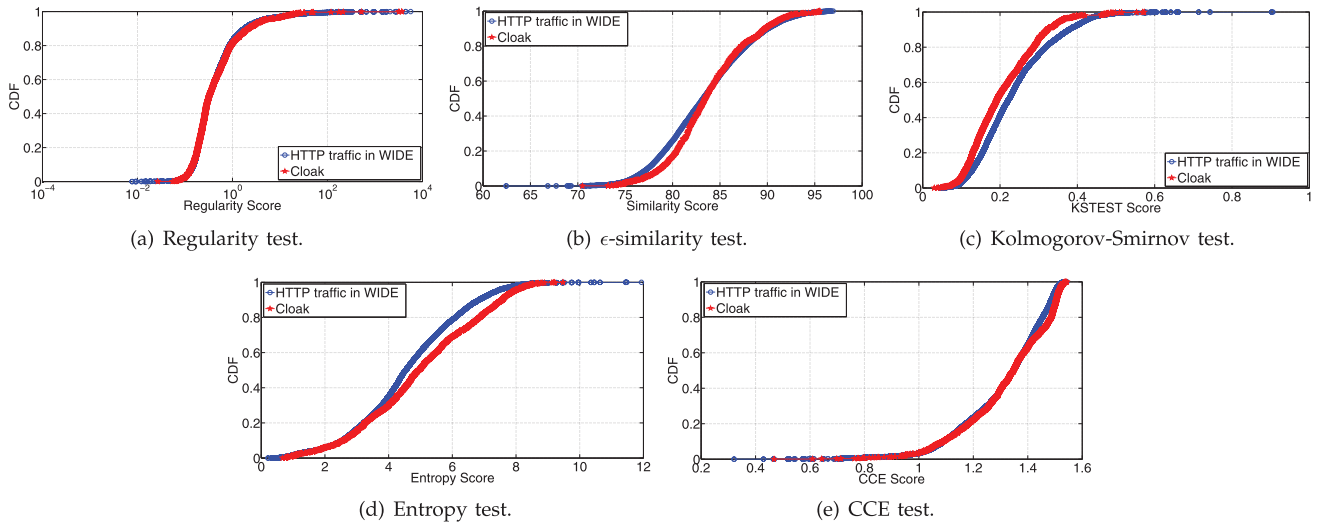 1
0.8
0.6
0.4
0.2
0
CDF
10−4
10−2
100
102
104
Regularity Score
HTTP traffic in WIDE
Cloak
(a) Regularity test.
1
0.8
0.6
0.4
0.2
0
CDF
60 65 70 75 80 85 90 95 100
Similarity Score
HTTP traffic in WIDE
Cloak
(b) ϵ-similarity test.
1
0.8
0.6
0.4
0.2
0
CDF
0 0.2 0.4 0.6 0.8 1
KSTEST Score
HTTP traffic in WIDE
Cloak
(c) Kolmogorov-Smirnov test.
1
0.8
0.6
0.4
0.2
0
CDF
0 2 4 6 8 10 12
Entropy Score
HTTP traffic in WIDE
Cloak
(d) Entropy test.
1
0.8
0.6
0.4
0.2
0
CDF
0.2 0.4 0.6 0.8 1 1.2 1.4 1.6
CCE Score
HTTP traffic in WIDE
Cloak
(e) CCE test.